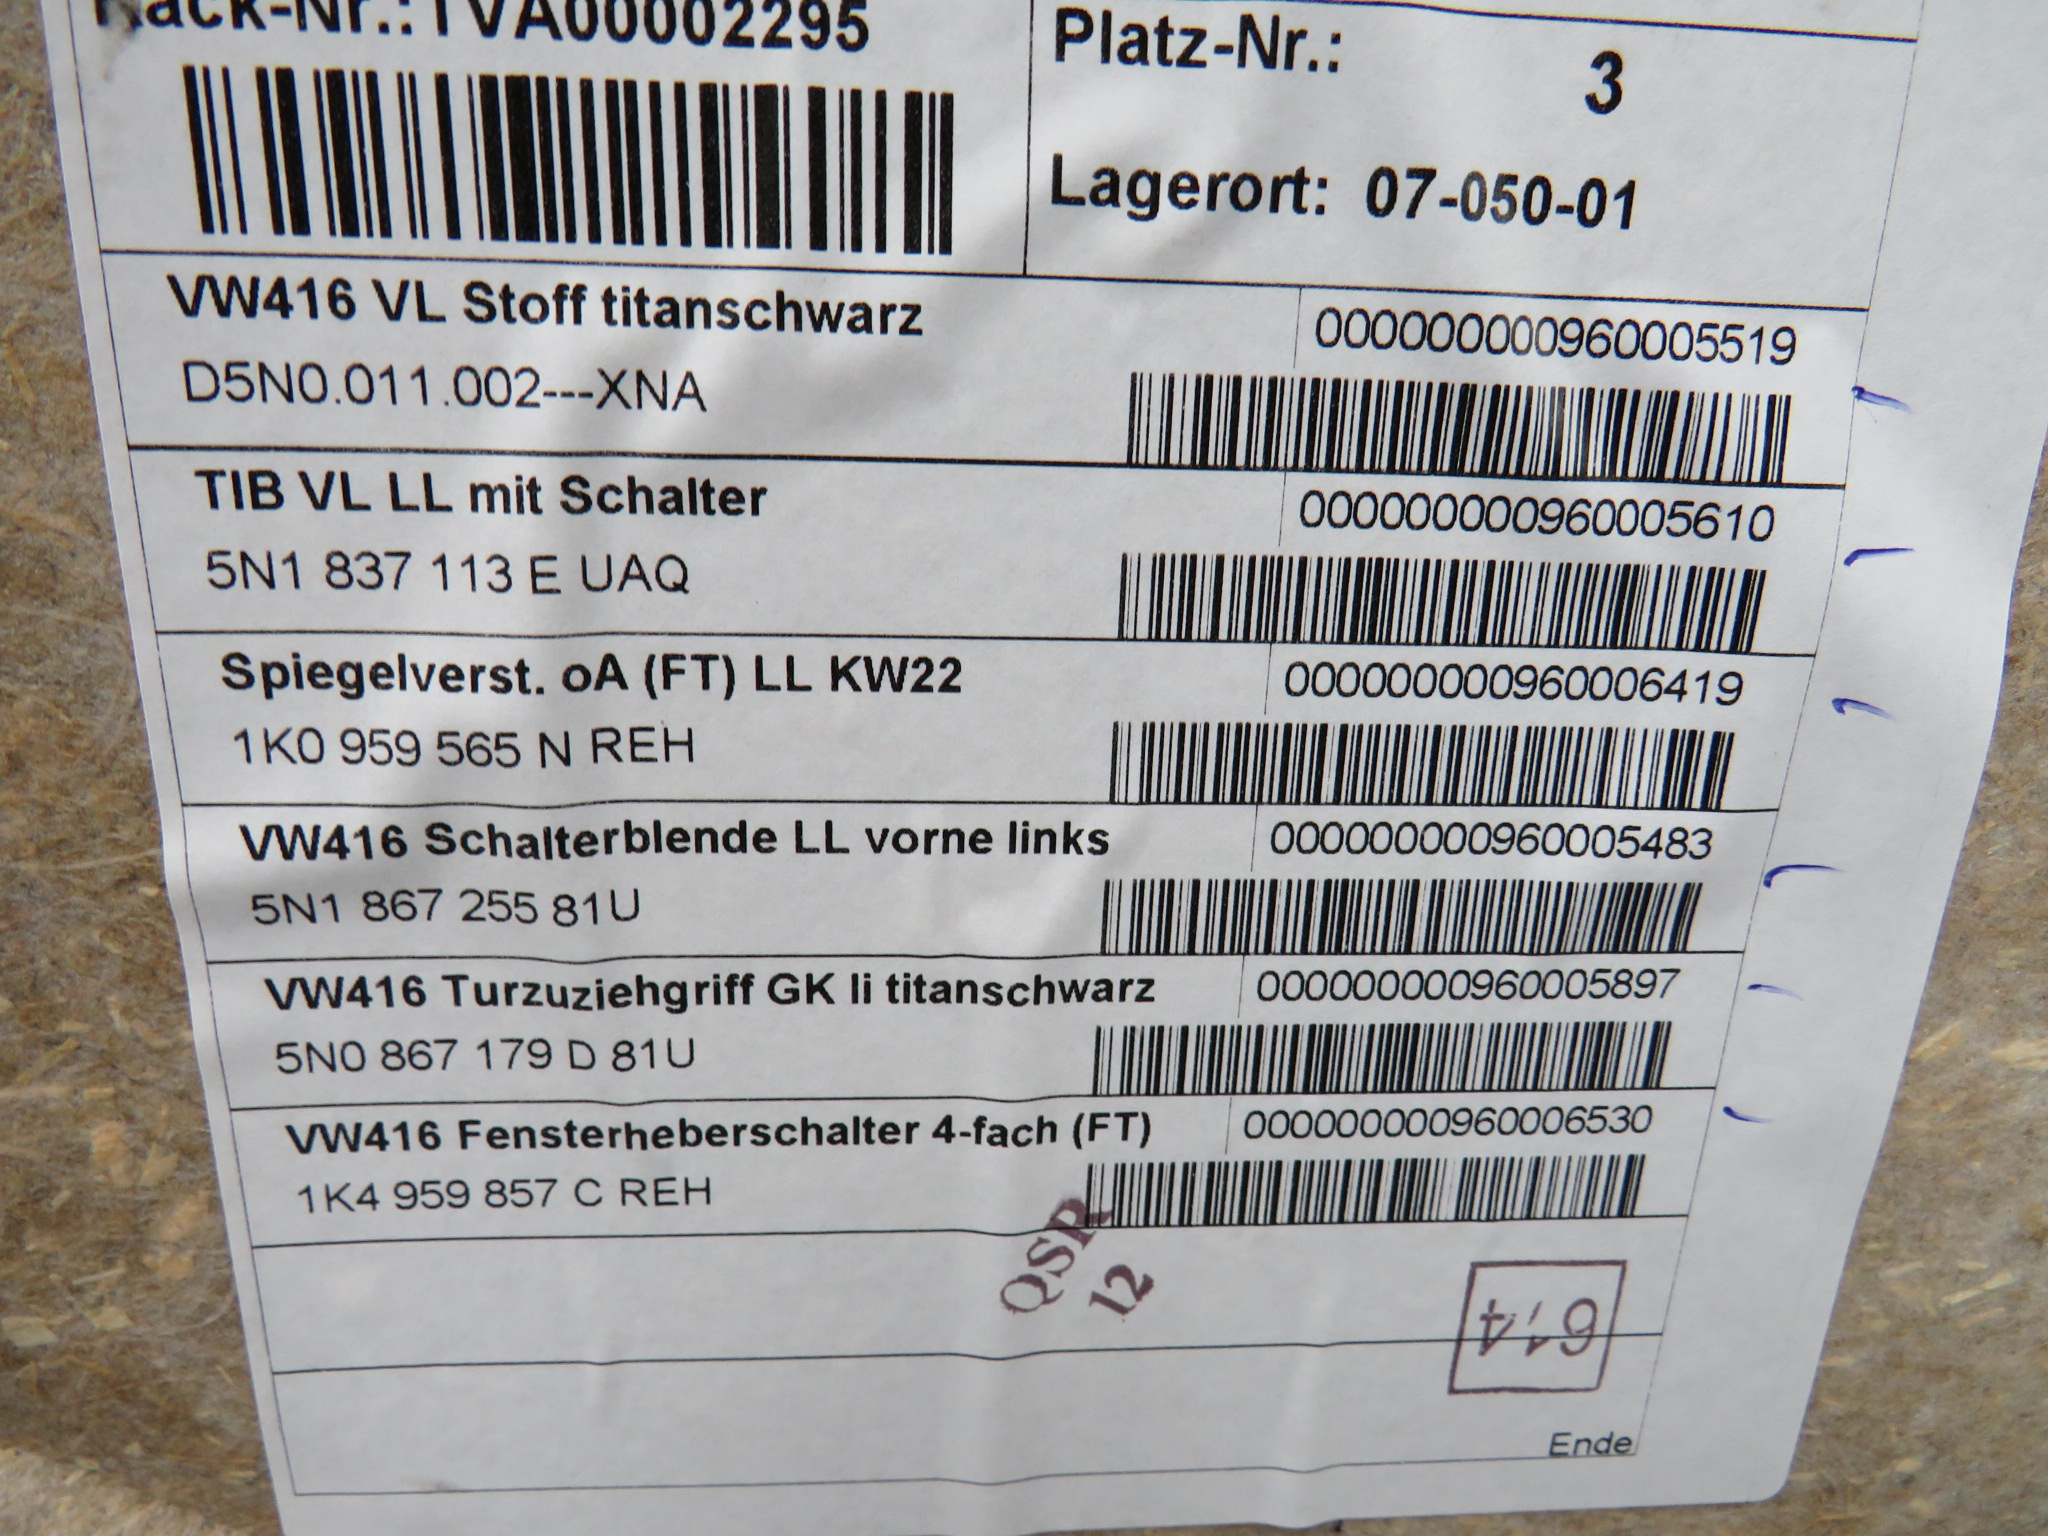 Rack-Nr.: TVA00002295
Platz-Nr.: 3
Lagerort: 07-050-01
VW416 VL Stoff titanschwarz
000000000960005519
D5N0.011.002---XNA
TIB VL LL mit Schalter
000000000960005610
5N1 837 113 E UAQ
Spiegelverst. oA (FT) LL KW22
000000000960006419
1K0 959 565 N REH
VW416 Schalterblende LL vorne links
000000000960005483
5N1 867 255 81U
VW416 Turzuziehgriff GK li titanschwarz
000000000960005897
5N0 867 179 D 81U
VW416 Fensterheberschalter 4-fach (FT)
000000000960006530
1K4 959 857 C REH
QSR
12
614
Ende